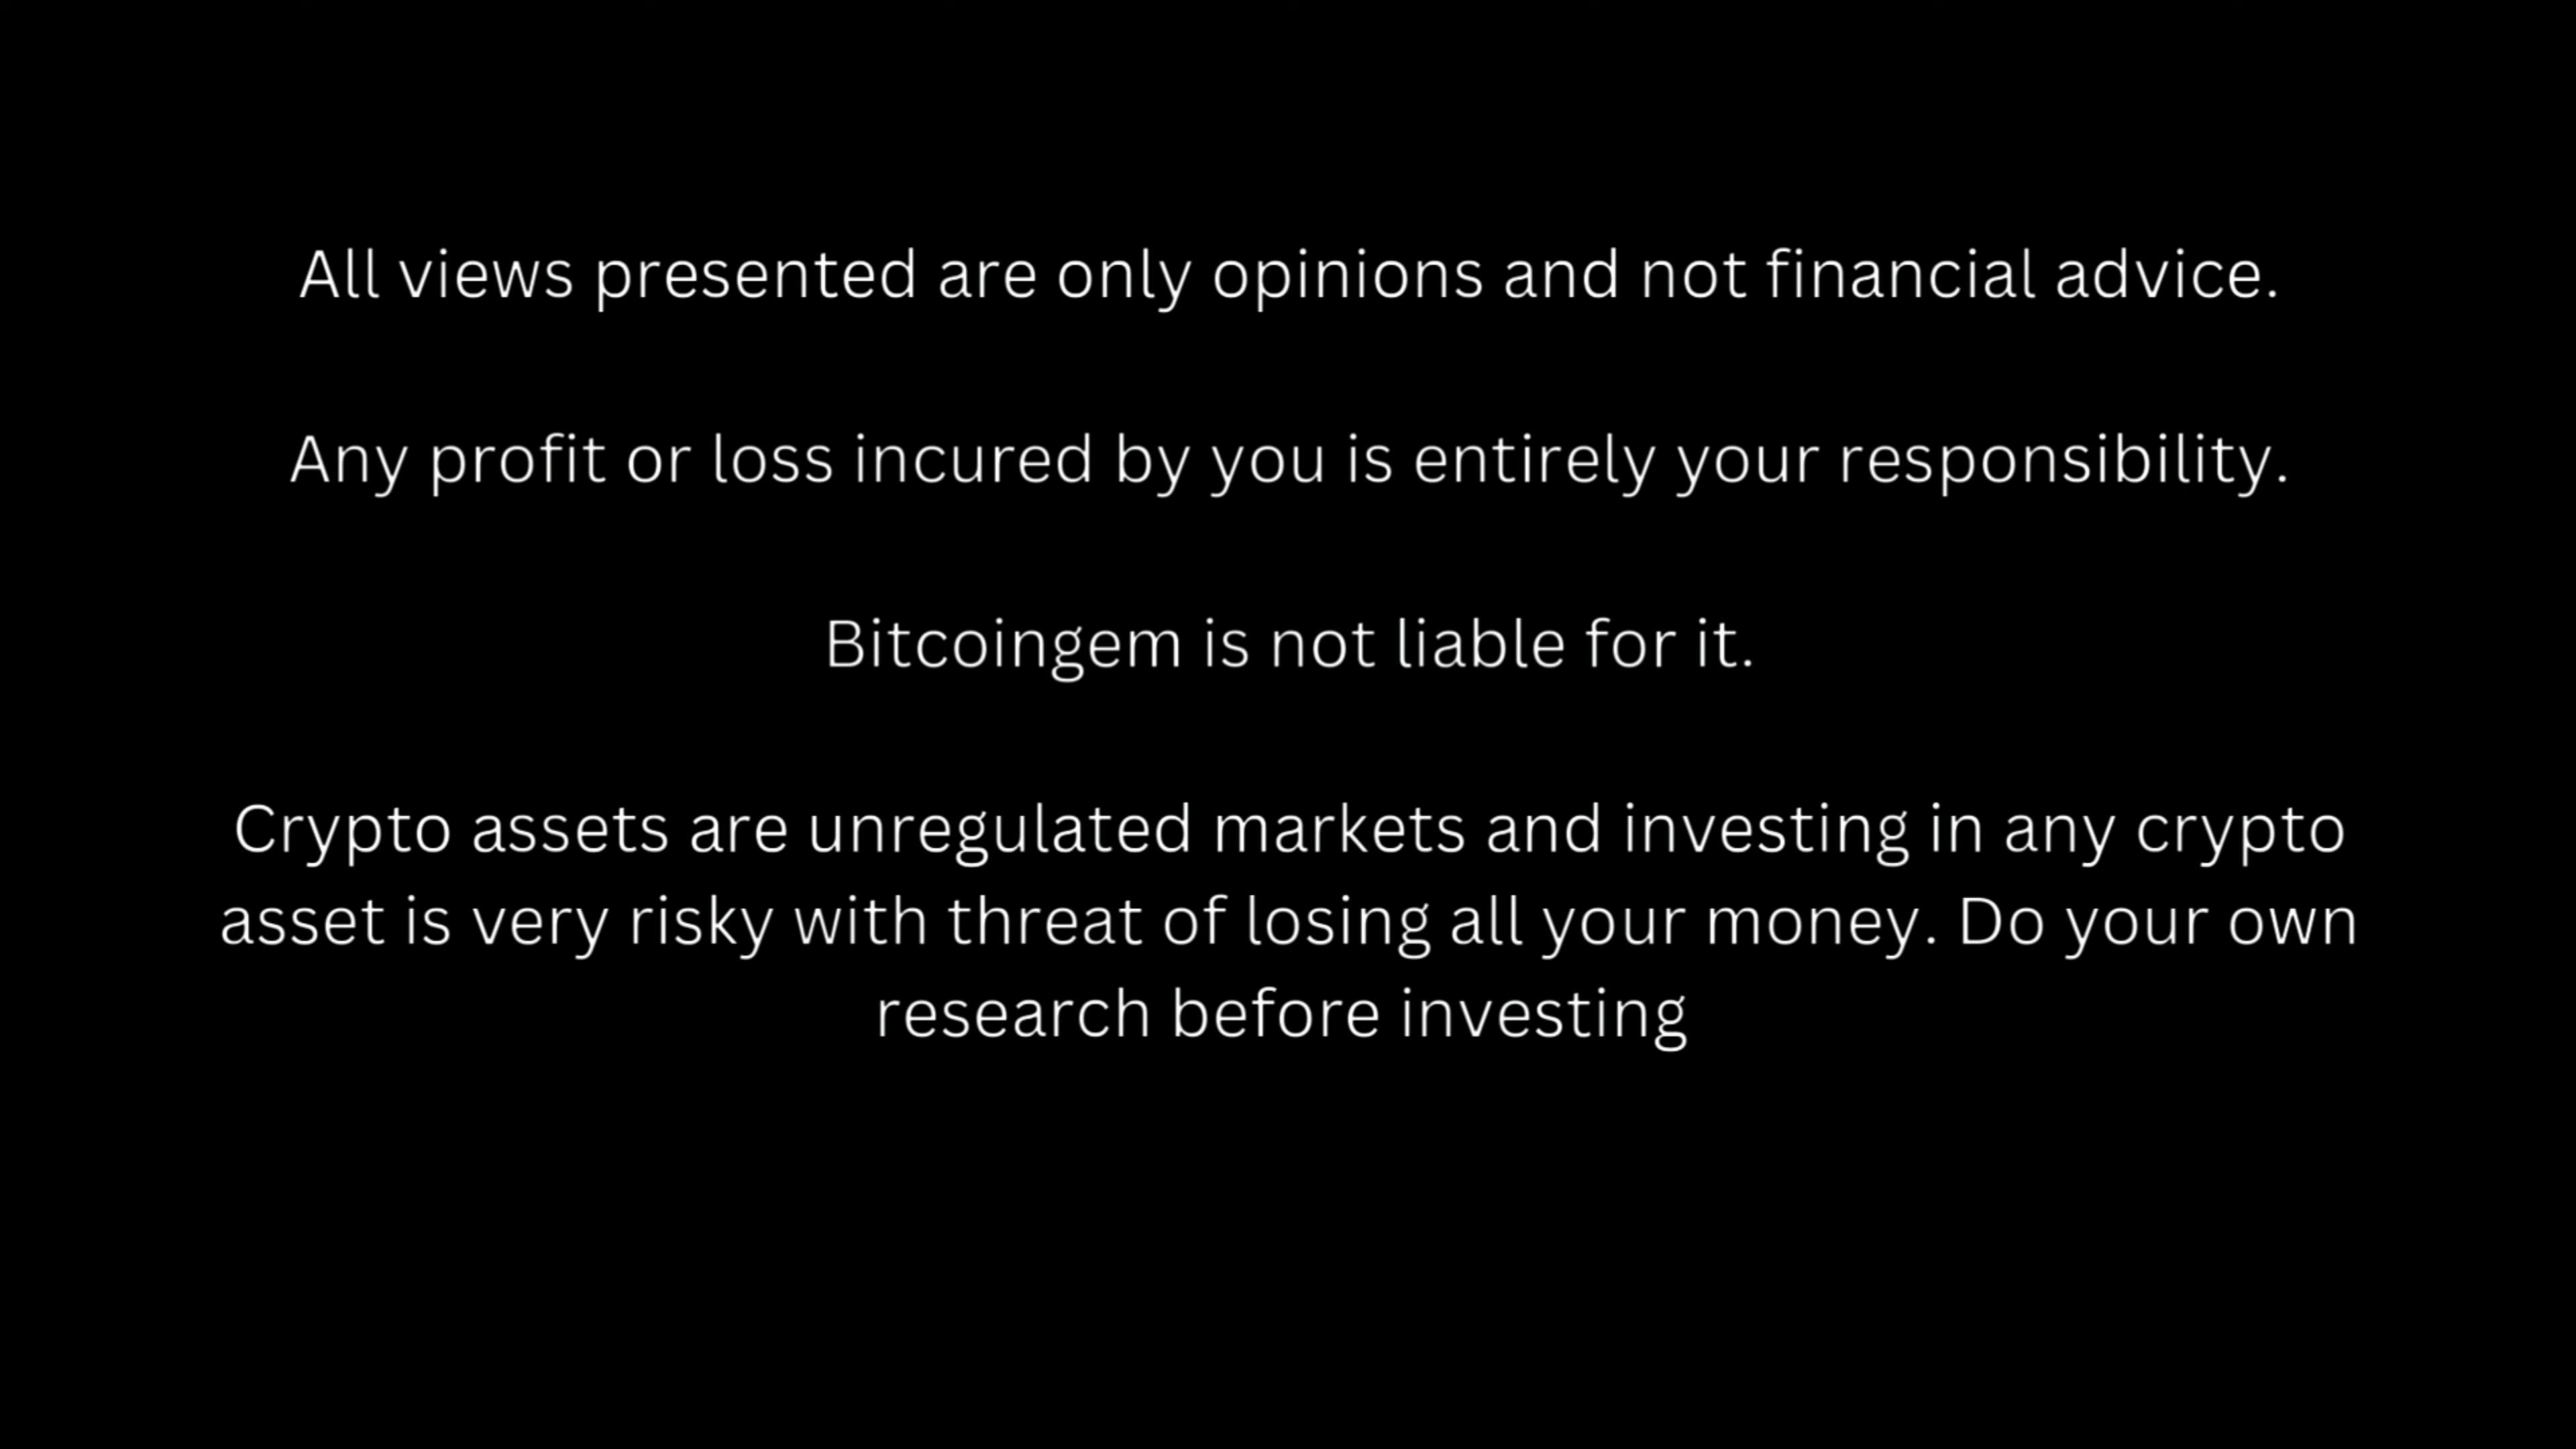 All views presented are only opinions and not financial advice.
Any profit or loss incured by you is entirely your responsibility.
Bitcoingem is not liable for it.
Crypto assets are unregulated markets and investing in any crypto
asset is very risky with threat of losing all your money. Do your own
research before investing